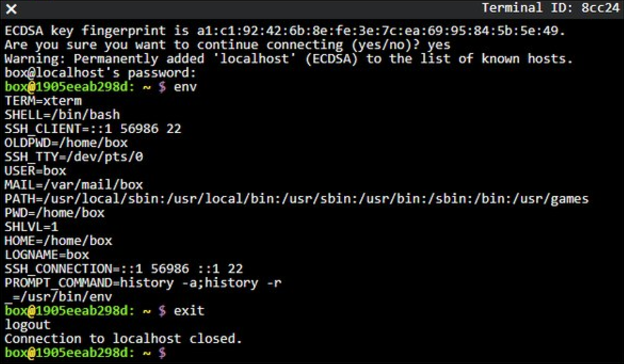 × Terminal ID: 8cc24
ECDSA key fingerprint is a1:c1:92:42:6b:8e:fe:3e:7c:ea:69:95:84:5b:5e:49.
Are you sure you want to continue connecting (yes/no)? yes
Warning: Permanently added 'localhost' (ECDSA) to the list of known hosts.
box@localhost's password:
box@1905eeab298d: ~ $ env
TERM=xterm
SHELL=/bin/bash
SSH_CLIENT=::1 56986 22
OLDPWD=/home/box
SSH_TTY=/dev/pts/0
USER=box
MAIL=/var/mail/box
PATH=/usr/local/sbin:/usr/local/bin:/usr/sbin:/usr/bin:/sbin:/bin:/usr/games
PWD=/home/box
SHLVL=1
HOME=/home/box
LOGNAME=box
SSH_CONNECTION=::1 56986 ::1 22
PROMPT_COMMAND=history -a;history -r
_=/usr/bin/env
box@1905eeab298d: ~ $ exit
logout
Connection to localhost closed.
box@1905eeab298d: ~ $